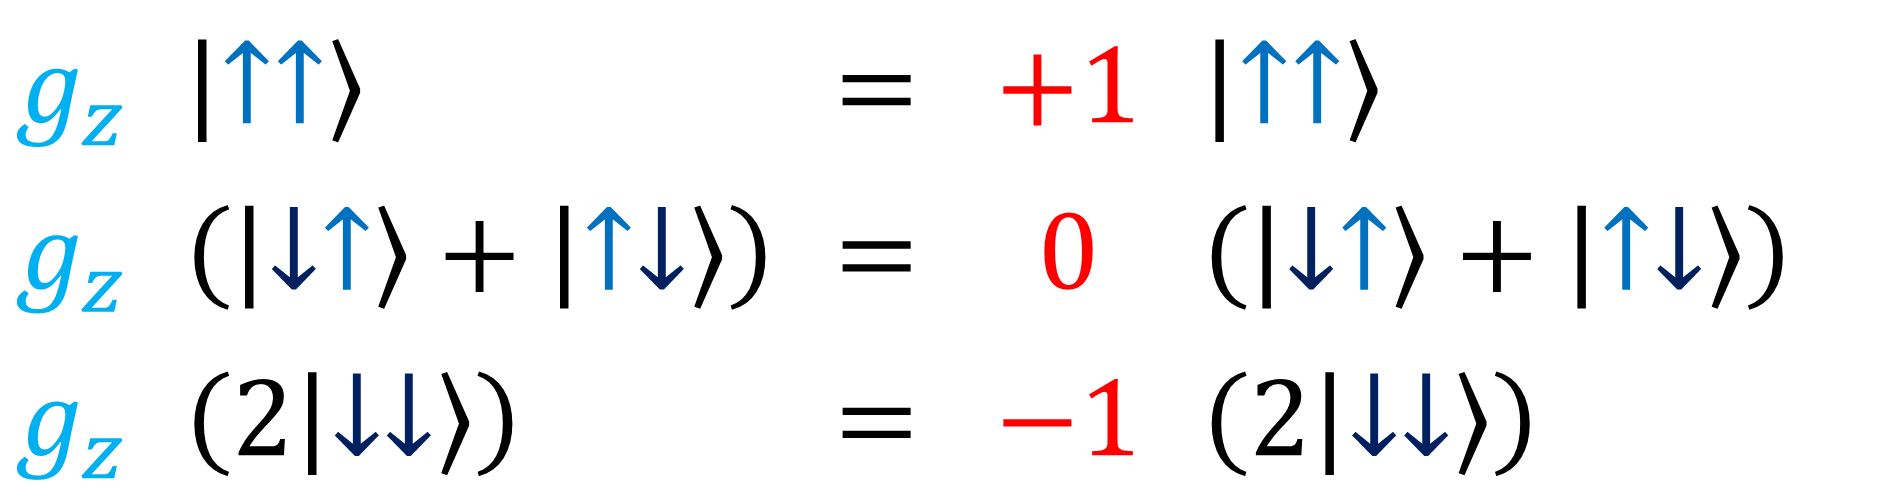 g_z |↑↑⟩ = +1 |↑↑⟩
g_z (|↓↑⟩ + |↑↓⟩) = 0 (|↓↑⟩ + |↑↓⟩)
g_z (2|↓↓⟩) = −1 (2|↓↓⟩)